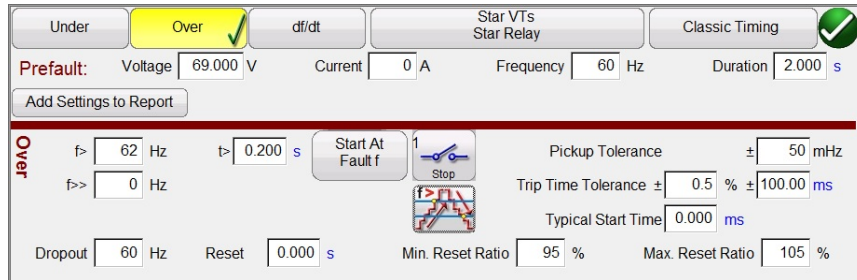 Under Over df/dt Star VTs Star Relay Classic Timing
Prefault: Voltage 69.000 V Current 0 A Frequency 60 Hz Duration 2.000 s
Add Settings to Report
Over
f> 62 Hz t> 0.200 s Start At Fault f 1 Stop Pickup Tolerance ± 50 mHz
f>> 0 Hz f> Trip Time Tolerance ± 0.5 % ± 100.00 ms
Typical Start Time 0.000 ms
Dropout 60 Hz Reset 0.000 s Min. Reset Ratio 95 % Max. Reset Ratio 105 %